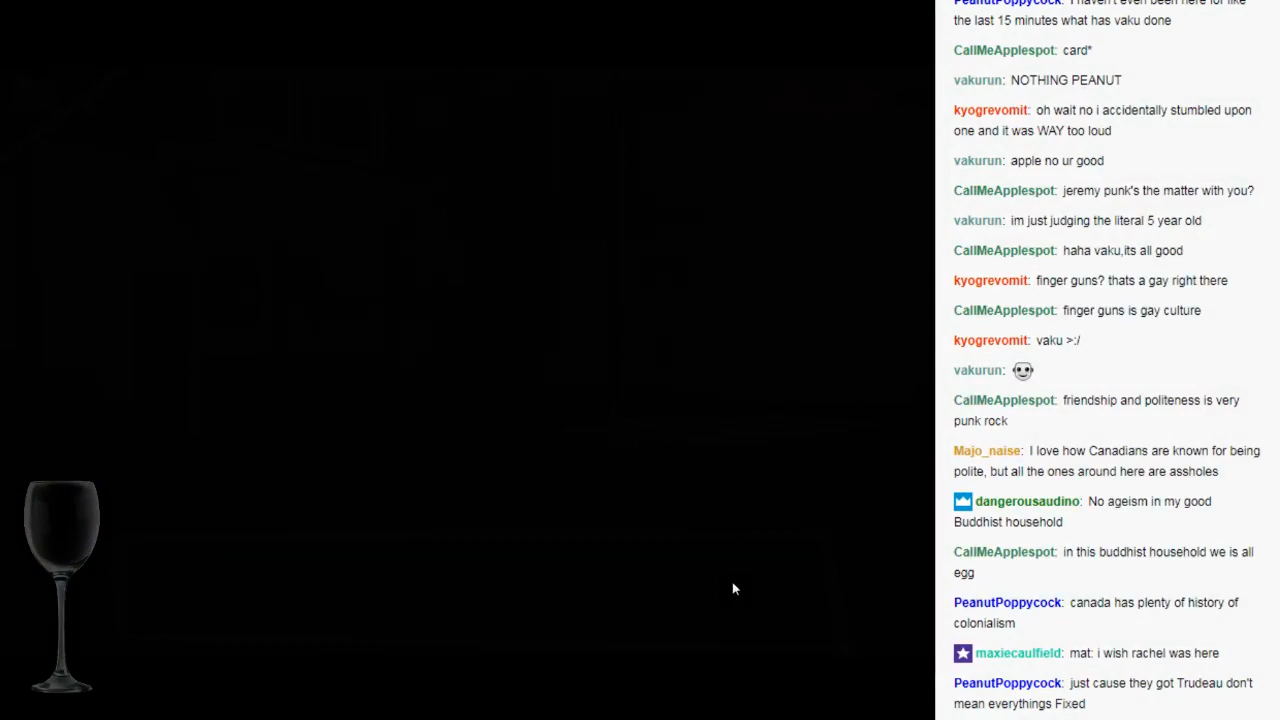 PeanutPoppycock: I haven't even been here for like
the last 15 minutes what has vaku done
CallMeApplespot: card*
vakurun: NOTHING PEANUT
kyogrevomit: oh wait no i accidentally stumbled upon
one and it was WAY too loud
vakurun: apple no ur good
CallMeApplespot: jeremy punk's the matter with you?
vakurun: im just judging the literal 5 year old
CallMeApplespot: haha vaku,its all good
kyogrevomit: finger guns? thats a gay right there
CallMeApplespot: finger guns is gay culture
kyogrevomit: vaku >:/
vakurun:
CallMeApplespot: friendship and politeness is very
punk rock
Majo_naise: I love how Canadians are known for being
polite, but all the ones around here are assholes
dangerousaudino: No ageism in my good
Buddhist household
CallMeApplespot: in this buddhist household we is all
egg
PeanutPoppycock: canada has plenty of history of
colonialism
maxiecaulfield: mat: i wish rachel was here
PeanutPoppycock: just cause they got Trudeau don't
mean everythings Fixed